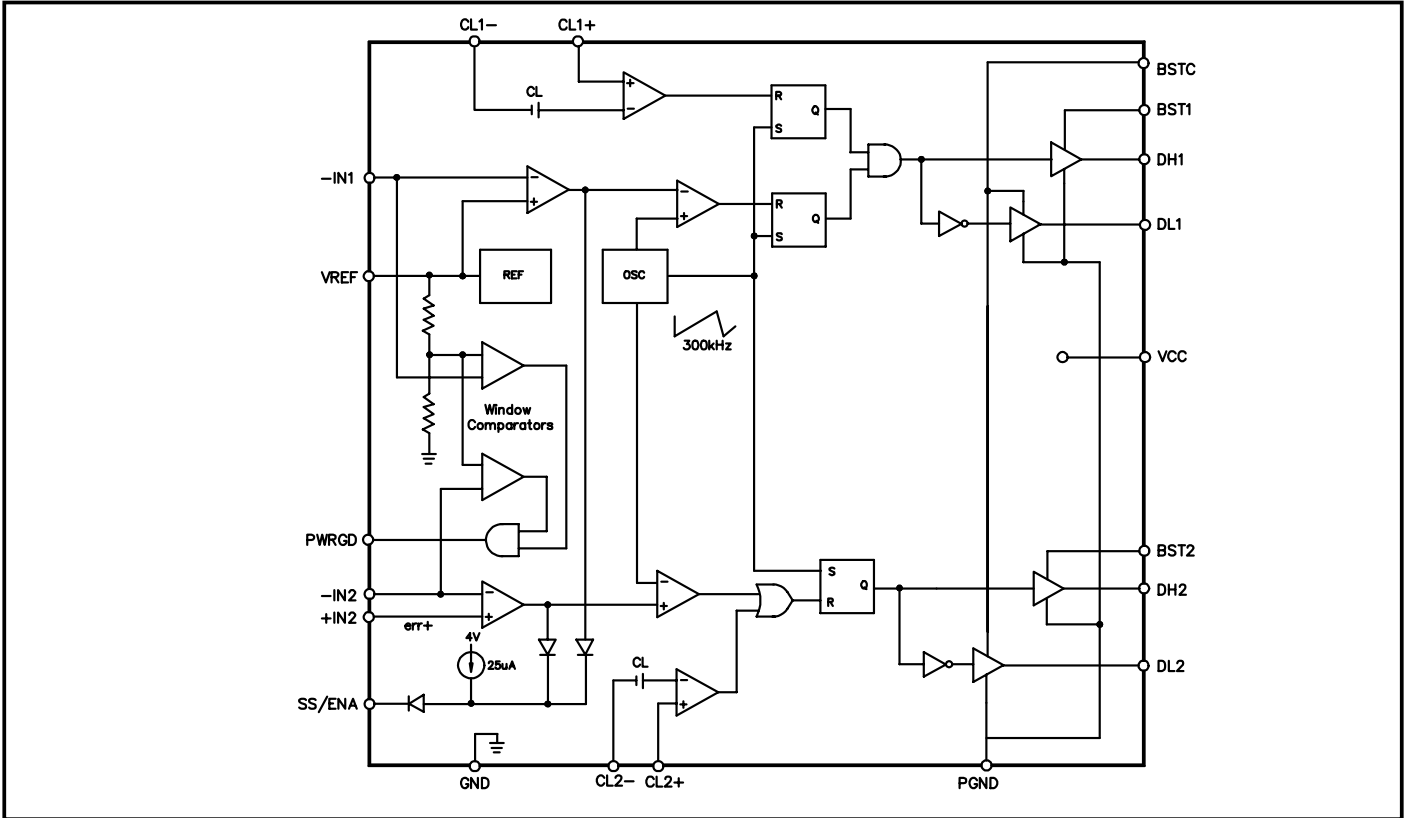 CL1-
CL1+
BSTC
+
CL
R
Q
-
S
BST1
DH1
-IN1
-
+
-
+
R
Q
S
DL1
VREF
REF
OSC
300kHz
VCC
Window
Comparators
PWRGD
BST2
-IN2
-
+
-
+
S
Q
R
DH2
+IN2
err+
4V
25uA
CL
-
+
DL2
SS/ENA
GND
CL2-
CL2+
PGND